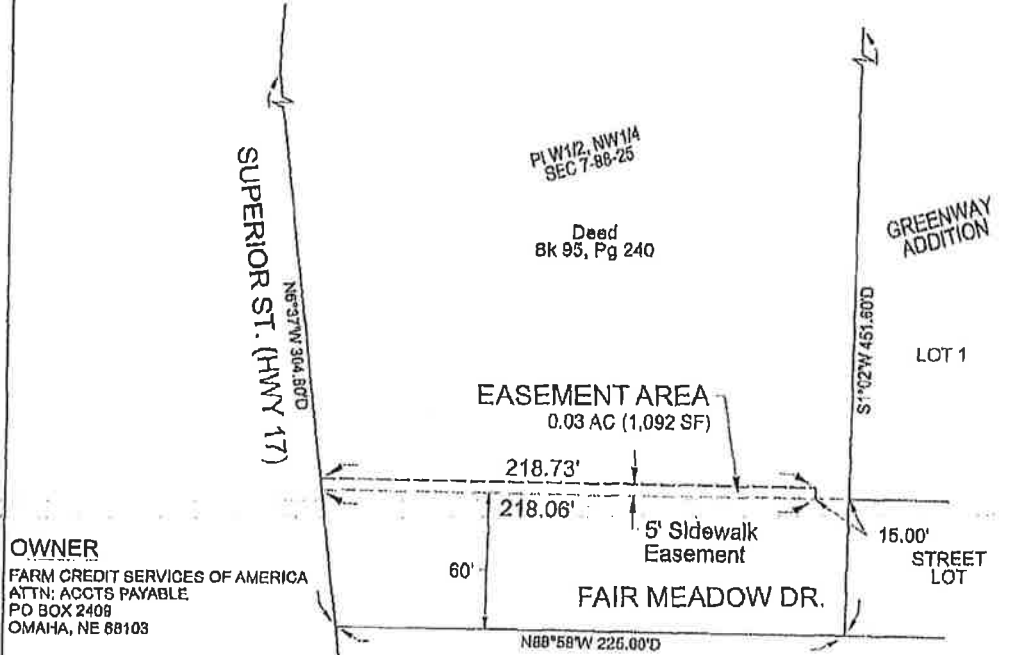 PI W1/2, NW1/4
SEC 7-88-25
Deed
Bk 95, Pg 240
GREENWAY
ADDITION
SUPERIOR ST. (HWY 17)
N6°37'W 304.80'D
S1°02'W 451.60'D
LOT 1
EASEMENT AREA
0.03 AC (1,092 SF)
218.73'
218.06'
5' Sidewalk
Easement
15.00'
STREET
LOT
60'
FAIR MEADOW DR.
N88°58'W 225.00'D
OWNER
FARM CREDIT SERVICES OF AMERICA
ATTN: ACCTS PAYABLE
PO BOX 2409
OMAHA, NE 68103